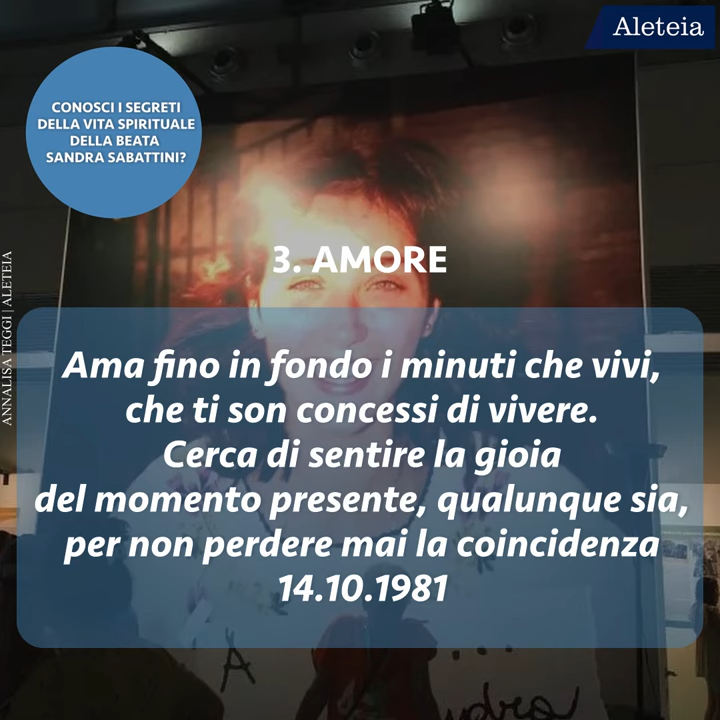 Aleteia
CONOSCI I SEGRETI
DELLA VITA SPIRITUALE
DELLA BEATA
SANDRA SABATTINI?
3. AMORE
ANNALISA TEGGI | ALETEIA
Ama fino in fondo i minuti che vivi,
che ti son concessi di vivere.
Cerca di sentire la gioia
del momento presente, qualunque sia,
per non perdere mai la coincidenza
14.10.1981
A ...